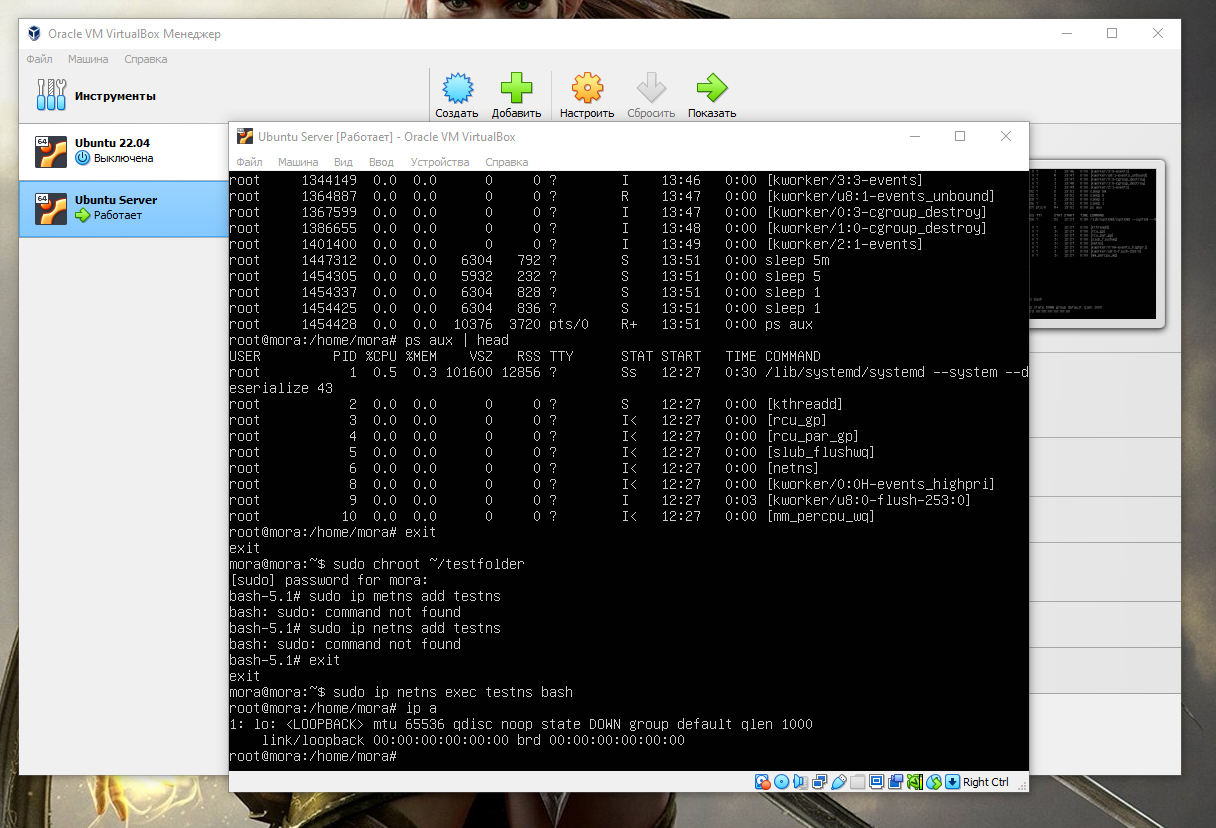 Oracle VM VirtualBox Менеджер
Файл Машина Справка
Инструменты
Создать Добавить Настроить Сбросить Показать
64
Ubuntu 22.04
Выключена
64
Ubuntu Server
Работает
Ubuntu Server [Работает] - Oracle VM VirtualBox
Файл Машина Вид Ввод Устройства Справка
root 1344149 0.0 0.0 0 0 ? I 13:46 0:00 [kworker/3:3-events]
root 1364887 0.0 0.0 0 0 ? R 13:47 0:00 [kworker/u8:1-events_unbound]
root 1367599 0.0 0.0 0 0 ? I 13:47 0:00 [kworker/0:3-cgroup_destroy]
root 1386655 0.0 0.0 0 0 ? I 13:48 0:00 [kworker/1:0-cgroup_destroy]
root 1401400 0.0 0.0 0 0 ? I 13:49 0:00 [kworker/2:1-events]
root 1447312 0.0 0.0 6304 792 ? S 13:51 0:00 sleep 5m
root 1454305 0.0 0.0 5932 232 ? S 13:51 0:00 sleep 5
root 1454337 0.0 0.0 6304 828 ? S 13:51 0:00 sleep 1
root 1454425 0.0 0.0 6304 836 ? S 13:51 0:00 sleep 1
root 1454428 0.0 0.0 10376 3720 pts/0 R+ 13:51 0:00 ps aux
root@mora:/home/mora# ps aux | head
USER PID %CPU %MEM VSZ RSS TTY STAT START TIME COMMAND
root 1 0.5 0.3 101600 12856 ? Ss 12:27 0:30 /lib/systemd/systemd --system --d
eserialize 43
root 2 0.0 0.0 0 0 ? S 12:27 0:00 [kthreadd]
root 3 0.0 0.0 0 0 ? I< 12:27 0:00 [rcu_gp]
root 4 0.0 0.0 0 0 ? I< 12:27 0:00 [rcu_par_gp]
root 5 0.0 0.0 0 0 ? I< 12:27 0:00 [slub_flushwq]
root 6 0.0 0.0 0 0 ? I< 12:27 0:00 [netns]
root 8 0.0 0.0 0 0 ? I< 12:27 0:00 [kworker/0:0H-events_highpri]
root 9 0.0 0.0 0 0 ? I 12:27 0:03 [kworker/u8:0-flush-253:0]
root 10 0.0 0.0 0 0 ? I< 12:27 0:00 [mm_percpu_wq]
root@mora:/home/mora# exit
exit
mora@mora:~$ sudo chroot ~/testfolder
[sudo] password for mora:
bash-5.1# sudo ip metns add testns
bash: sudo: command not found
bash-5.1# sudo ip netns add testns
bash: sudo: command not found
bash-5.1# exit
exit
mora@mora:~$ sudo ip netns exec testns bash
root@mora:/home/mora# ip a
1: lo: <LOOPBACK> mtu 65536 qdisc noop state DOWN group default qlen 1000
link/loopback 00:00:00:00:00:00 brd 00:00:00:00:00:00
root@mora:/home/mora#
Right Ctrl